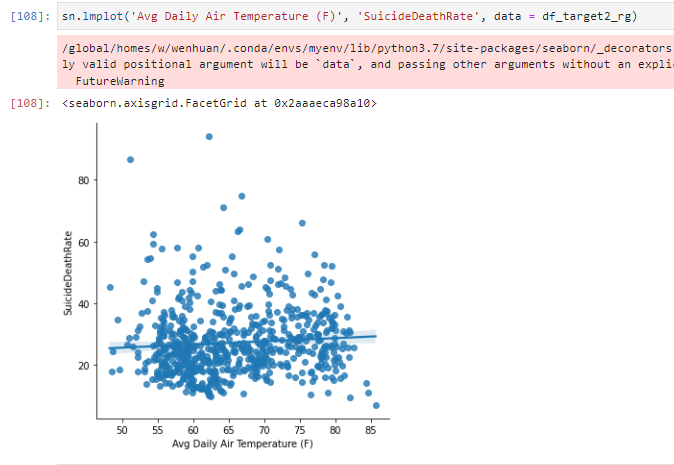 [108]: sn.lmplot('Avg Daily Air Temperature (F)', 'SuicideDeathRate', data = df_target2_rg)
/global/homes/w/wenhuan/.conda/envs/myenv/lib/python3.7/site-packages/seaborn/_decorators
ly valid positional argument will be `data`, and passing other arguments without an expli
FutureWarning
[108]: <seaborn.axisgrid.FacetGrid at 0x2aaaeca98a10>
80
60
40
20
SuicideDeathRate
50 55 60 65 70 75 80 85
Avg Daily Air Temperature (F)